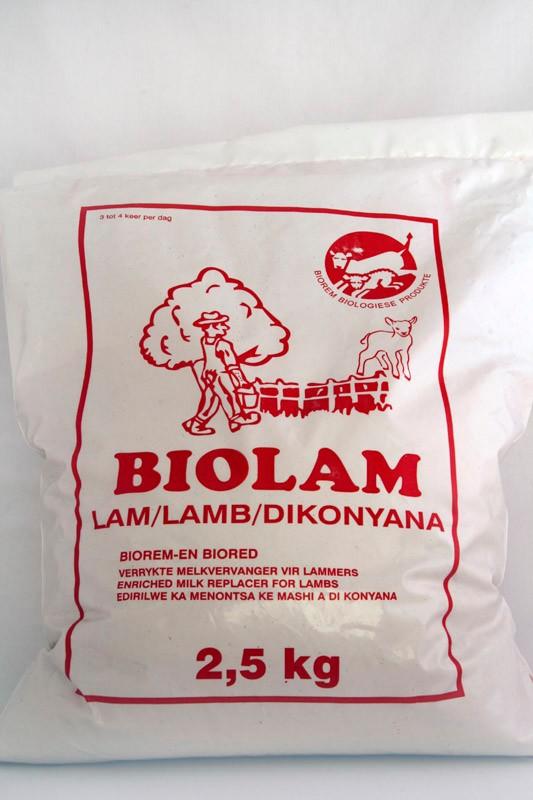 3 tot 4 keer per dag
BIOREM BIOLOGIESE PRODUKTE
BIOLAM
LAM/LAMB/DIKONYANA
BIOREM-EN BIORED
VERRYKTE MELKVERVANGER VIR LAMMERS
ENRICHED MILK REPLACER FOR LAMBS
EDIRILWE KA MENONTSA KE MASHI A DI KONYANA
2,5 kg